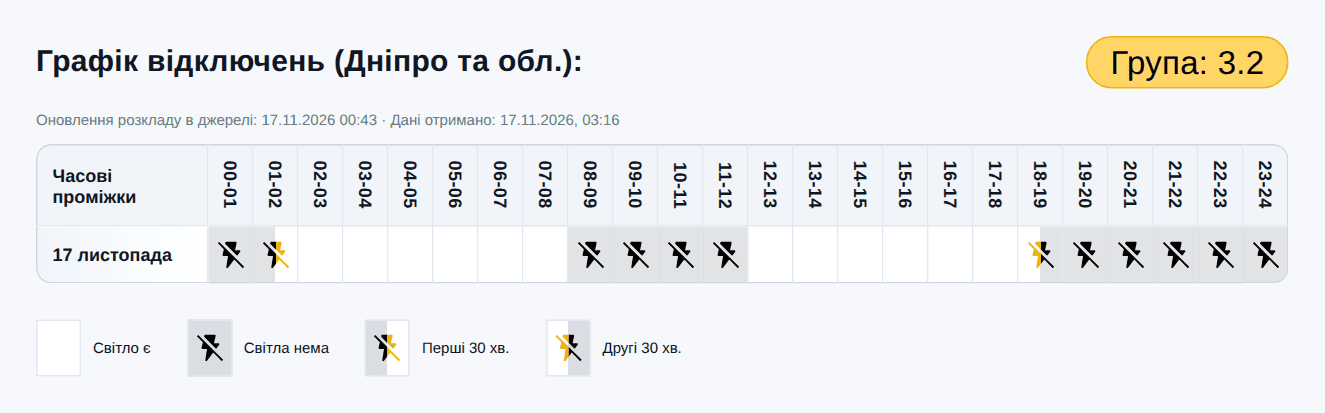 Графік відключень (Дніпро та обл.):
Група: 3.2
Оновлення розкладу в джерелі: 17.11.2026 00:43 · Дані отримано: 17.11.2026, 03:16
Часові
проміжки
00-01
01-02
02-03
03-04
04-05
05-06
06-07
07-08
08-09
09-10
10-11
11-12
12-13
13-14
14-15
15-16
16-17
17-18
18-19
19-20
20-21
21-22
22-23
23-24
17 листопада
Світло є
Світла нема
Перші 30 хв.
Другі 30 хв.